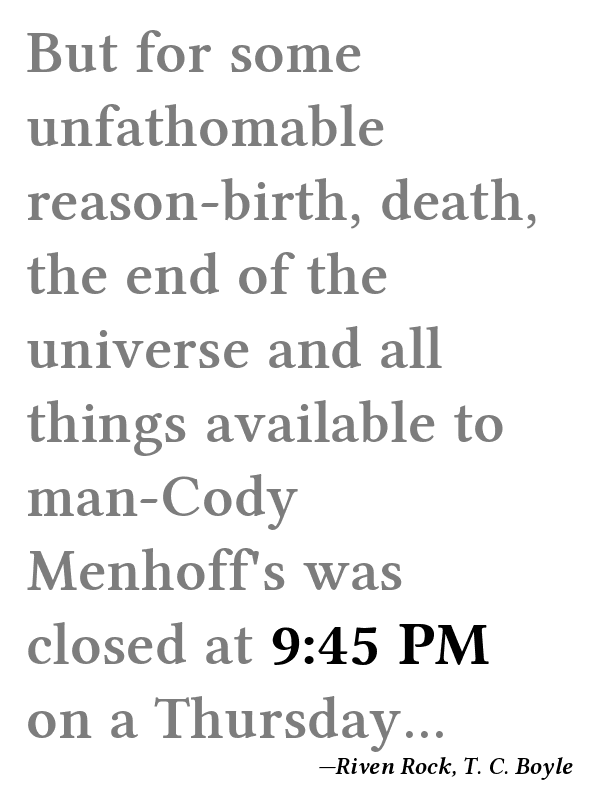 But for some
unfathomable
reason-birth, death,
the end of the
universe and all
things available to
man-Cody
Menhoff's was
closed at 9:45 PM
on a Thursday...
—Riven Rock, T. C. Boyle